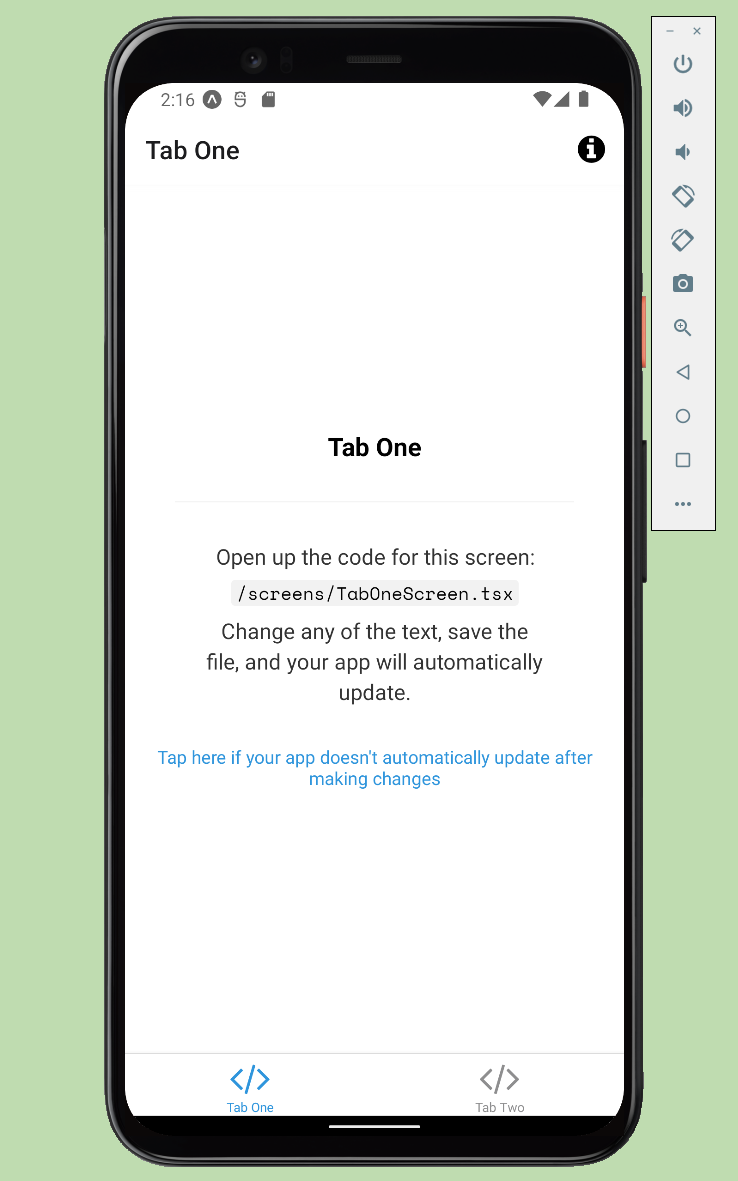 2:16
Tab One
Tab One
Open up the code for this screen:
/screens/TabOneScreen.tsx
Change any of the text, save the
file, and your app will automatically
update.
Tap here if your app doesn't automatically update after
making changes
Tab One
Tab Two